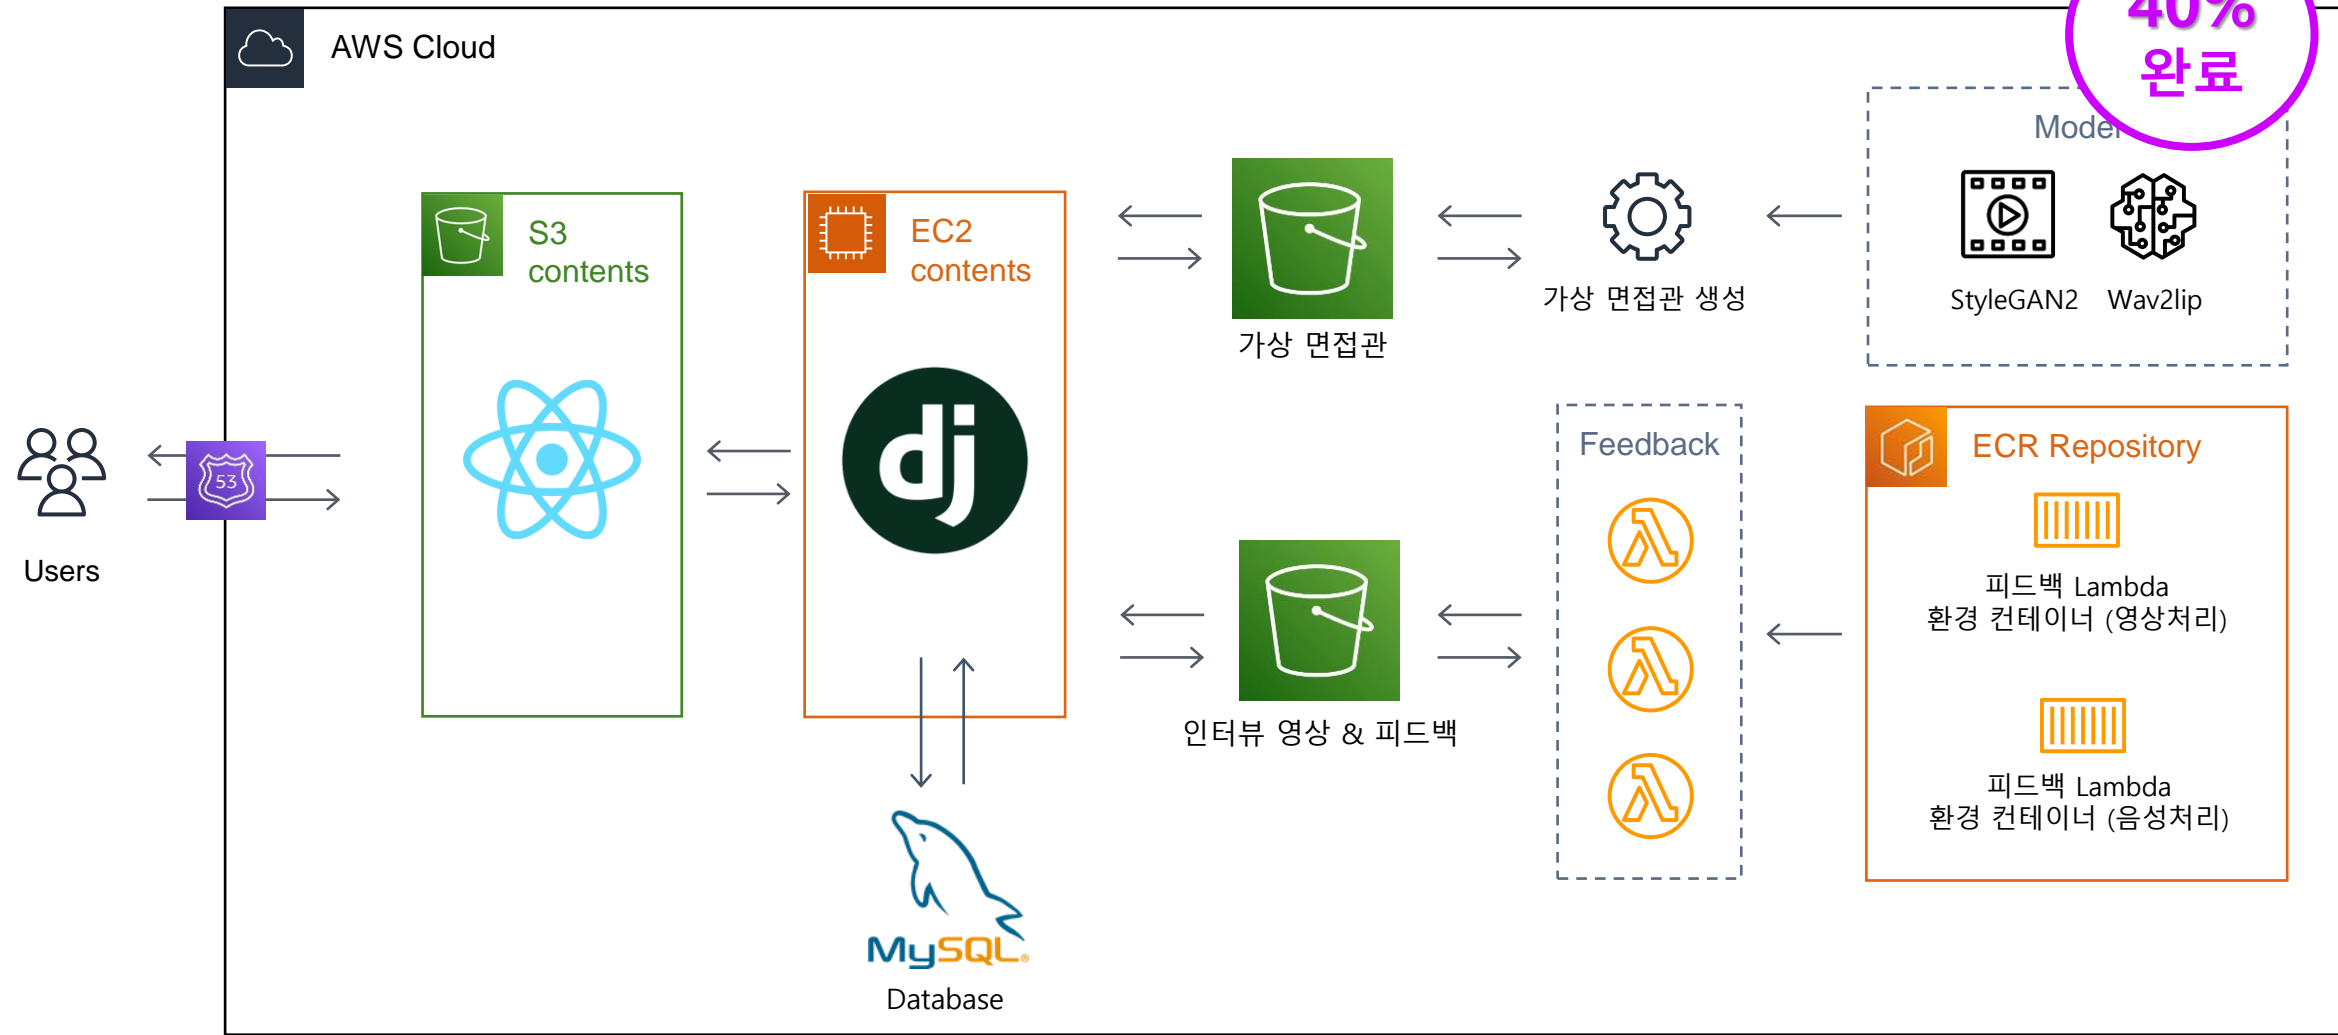 AWS Cloud
40%
완료
Model
S3
contents
EC2
contents
StyleGAN2
Wav2lip
가상 면접관 생성
가상 면접관
Feedback
ECR Repository
53
dj
Users
피드백 Lambda
환경 컨테이너 (영상처리)
인터뷰 영상 & 피드백
피드백 Lambda
환경 컨테이너 (음성처리)
MySQL®
Database